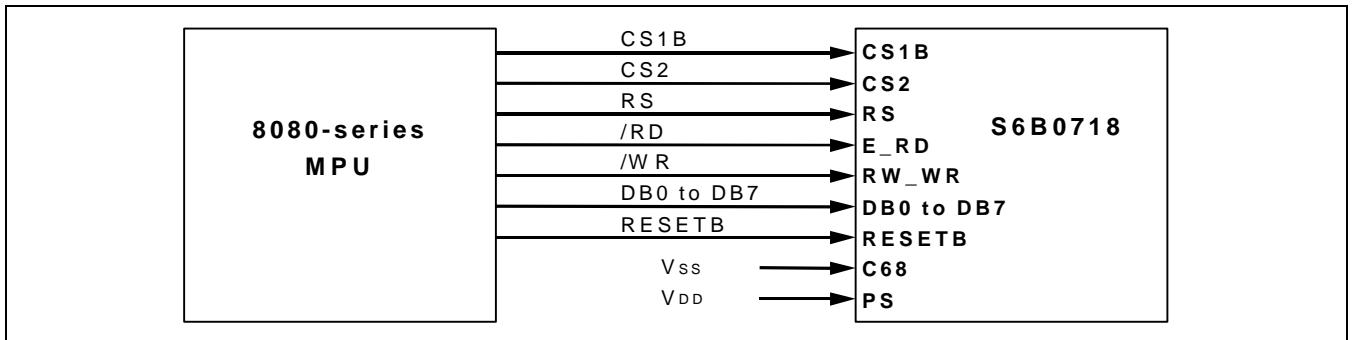 8080-series
MPU
CS1B
CS2
RS
/RD
/WR
DB0 to DB7
RESETB
VSS
VDD
CS1B
CS2
RS
E_RD
RW_WR
DB0 to DB7
RESETB
C68
PS
S6B0718